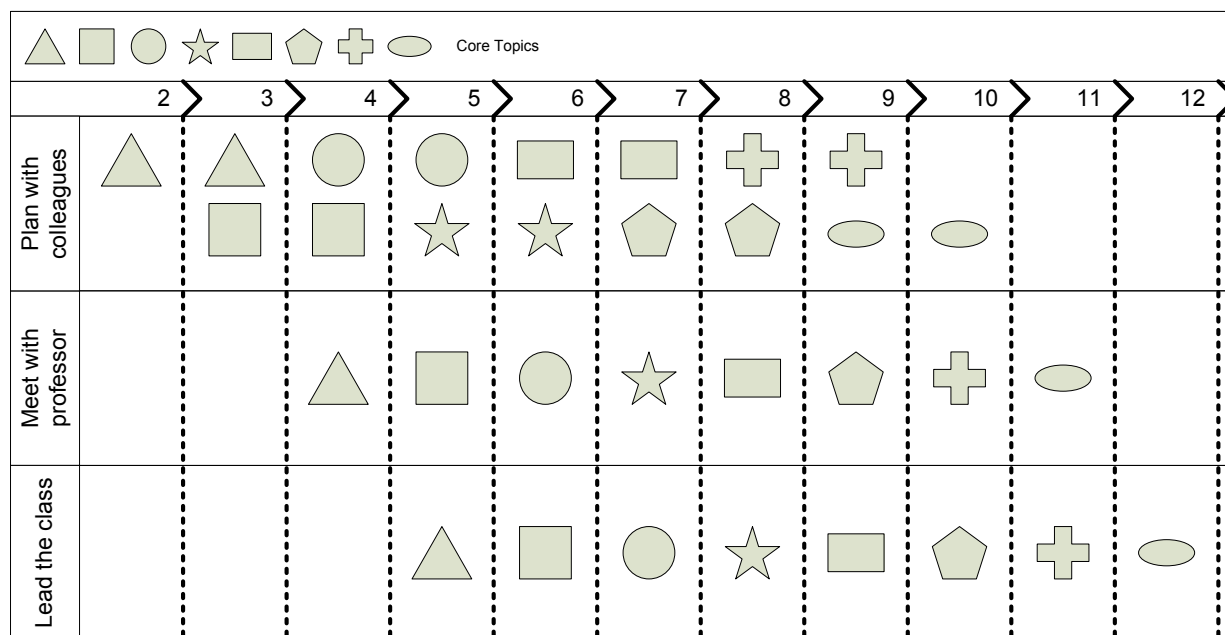 Core Topics
2 3 4 5 6 7 8 9 10 11 12
Plan with
colleagues
Meet with
professor
Lead the class